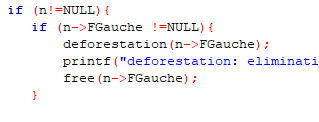 if (n!=NULL){
if (n->FGauche !=NULL){
deforestation(n->FGauche);
printf("deforestation: eliminati
free(n->FGauche);
}